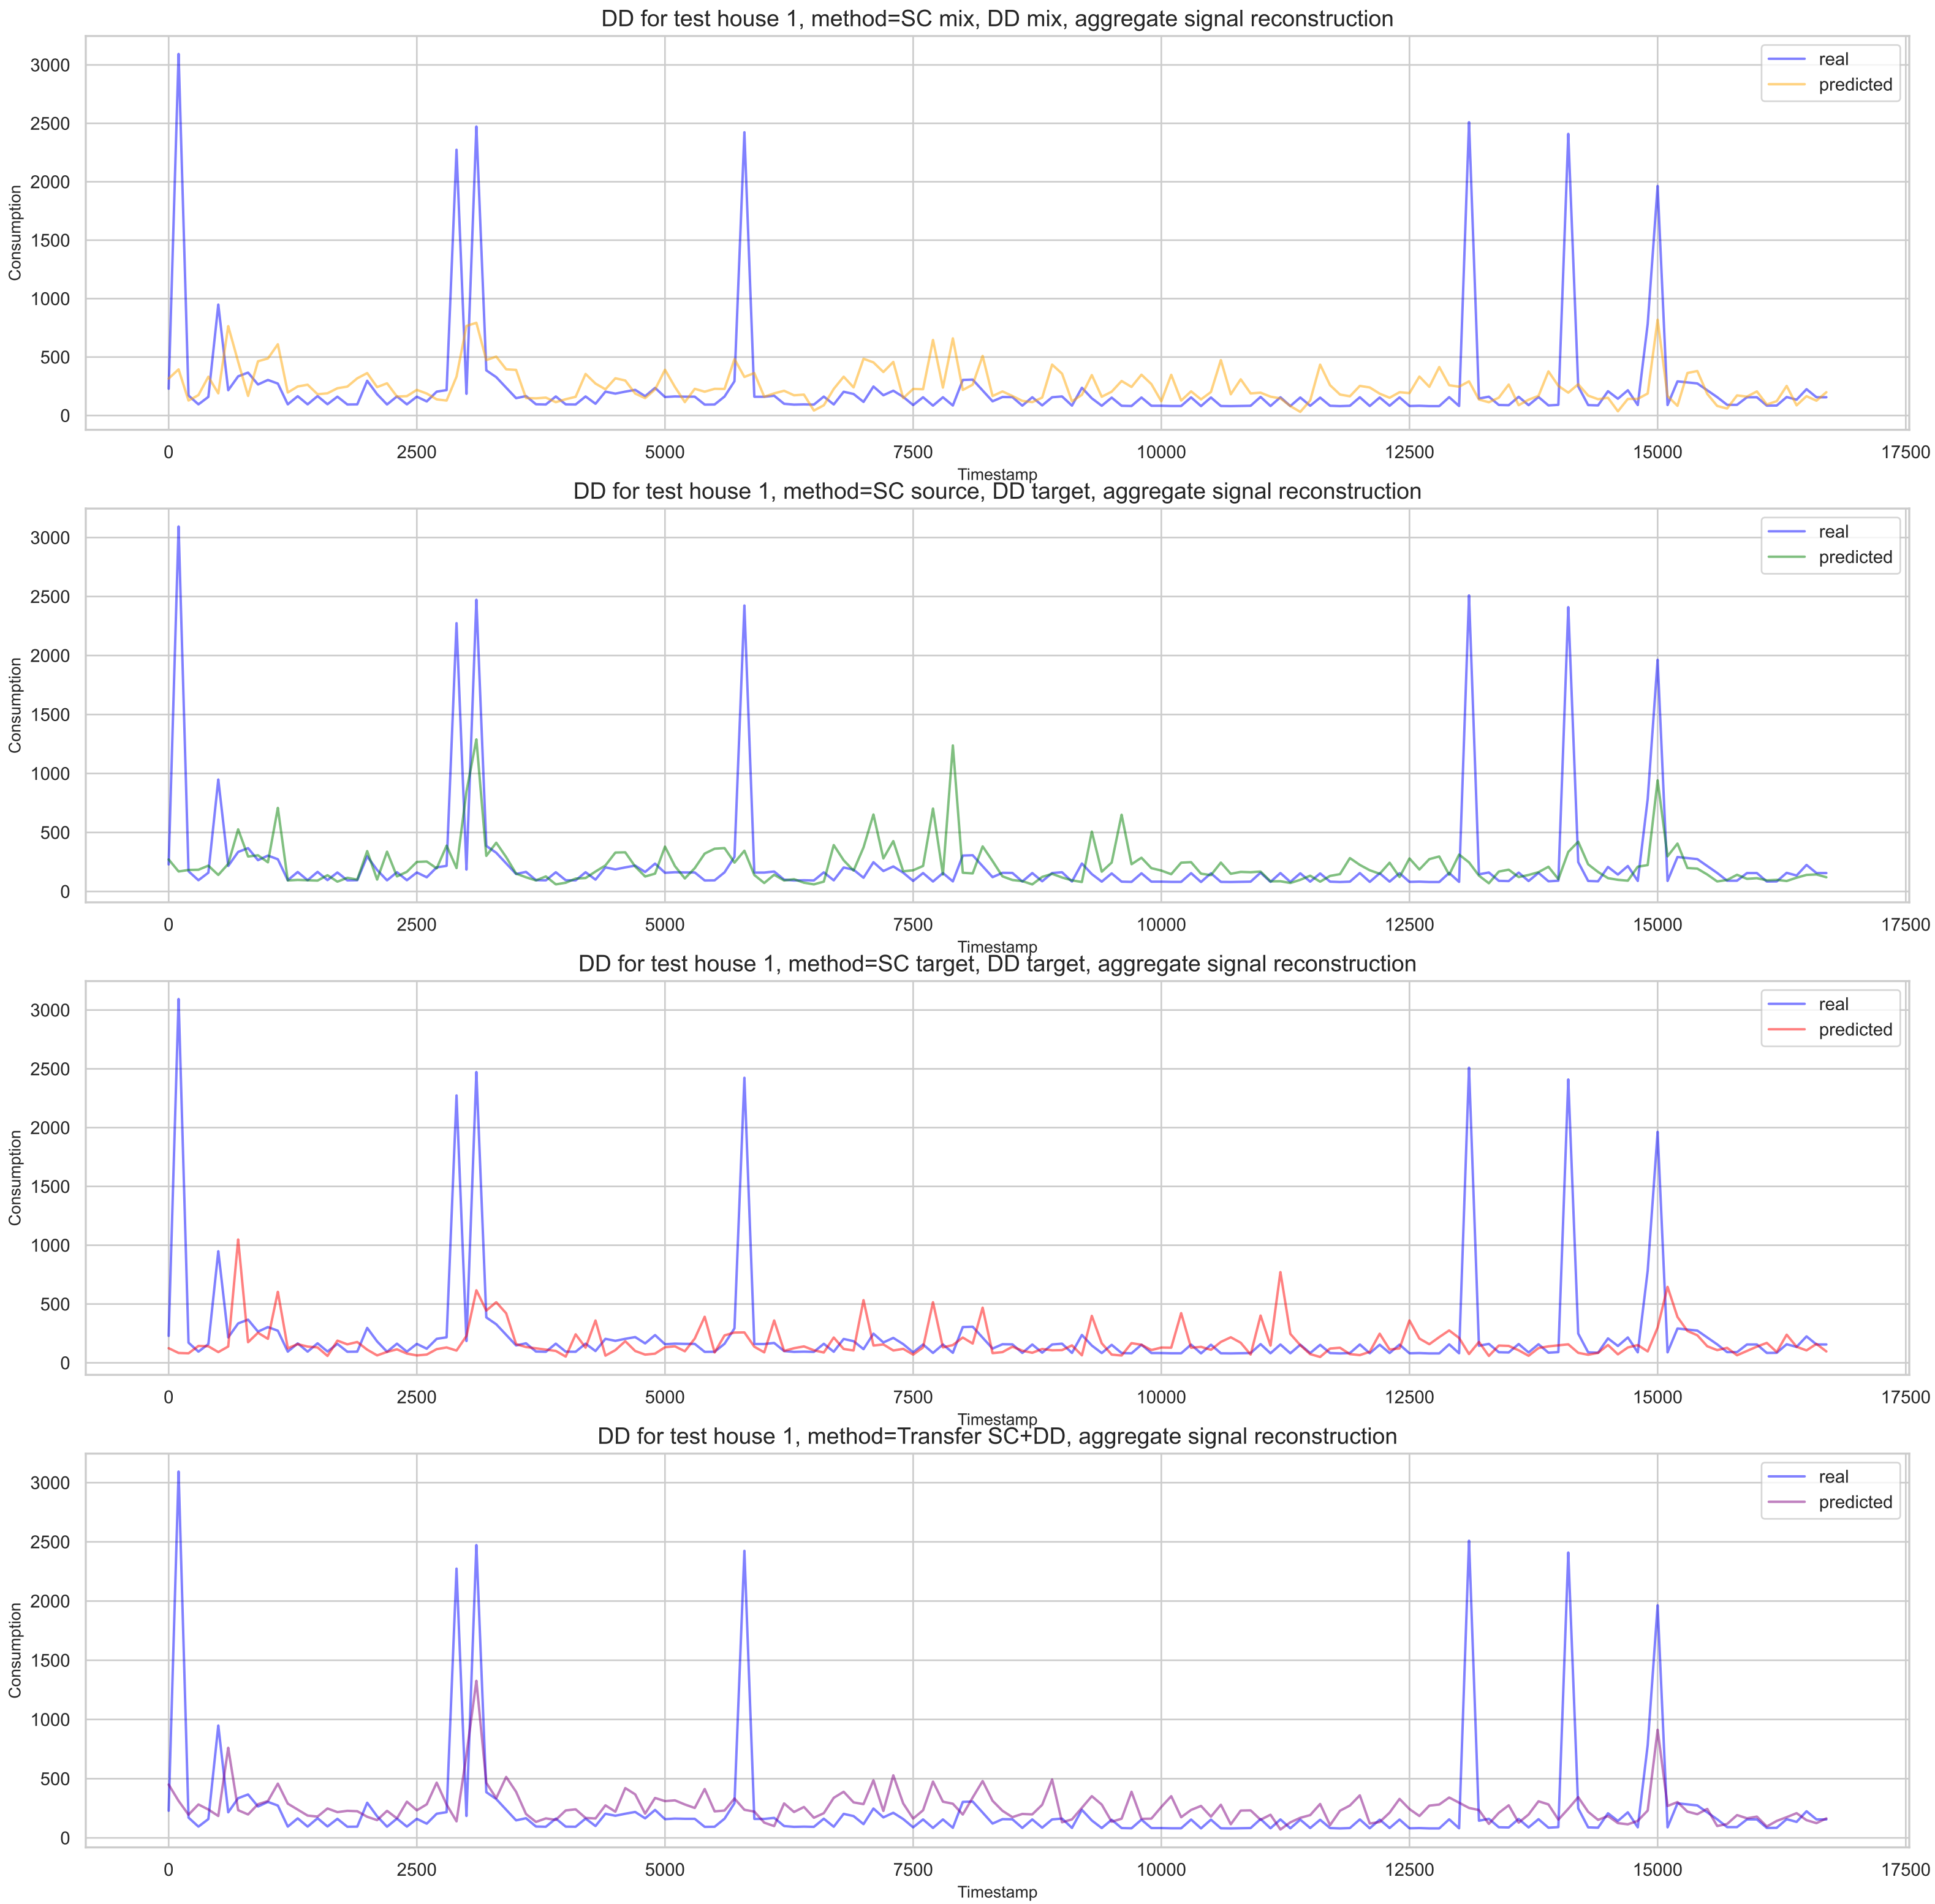 DD for test house 1, method=SC mix, DD mix, aggregate signal reconstruction
real
predicted
3000
2500
2000
1500
1000
500
0
Consumption
0 2500 5000 7500 10000 12500 15000 17500
Timestamp
DD for test house 1, method=SC source, DD target, aggregate signal reconstruction
real
predicted
3000
2500
2000
1500
1000
500
0
Consumption
0 2500 5000 7500 10000 12500 15000 17500
Timestamp
DD for test house 1, method=SC target, DD target, aggregate signal reconstruction
real
predicted
3000
2500
2000
1500
1000
500
0
Consumption
0 2500 5000 7500 10000 12500 15000 17500
Timestamp
DD for test house 1, method=Transfer SC+DD, aggregate signal reconstruction
real
predicted
3000
2500
2000
1500
1000
500
0
Consumption
0 2500 5000 7500 10000 12500 15000 17500
Timestamp